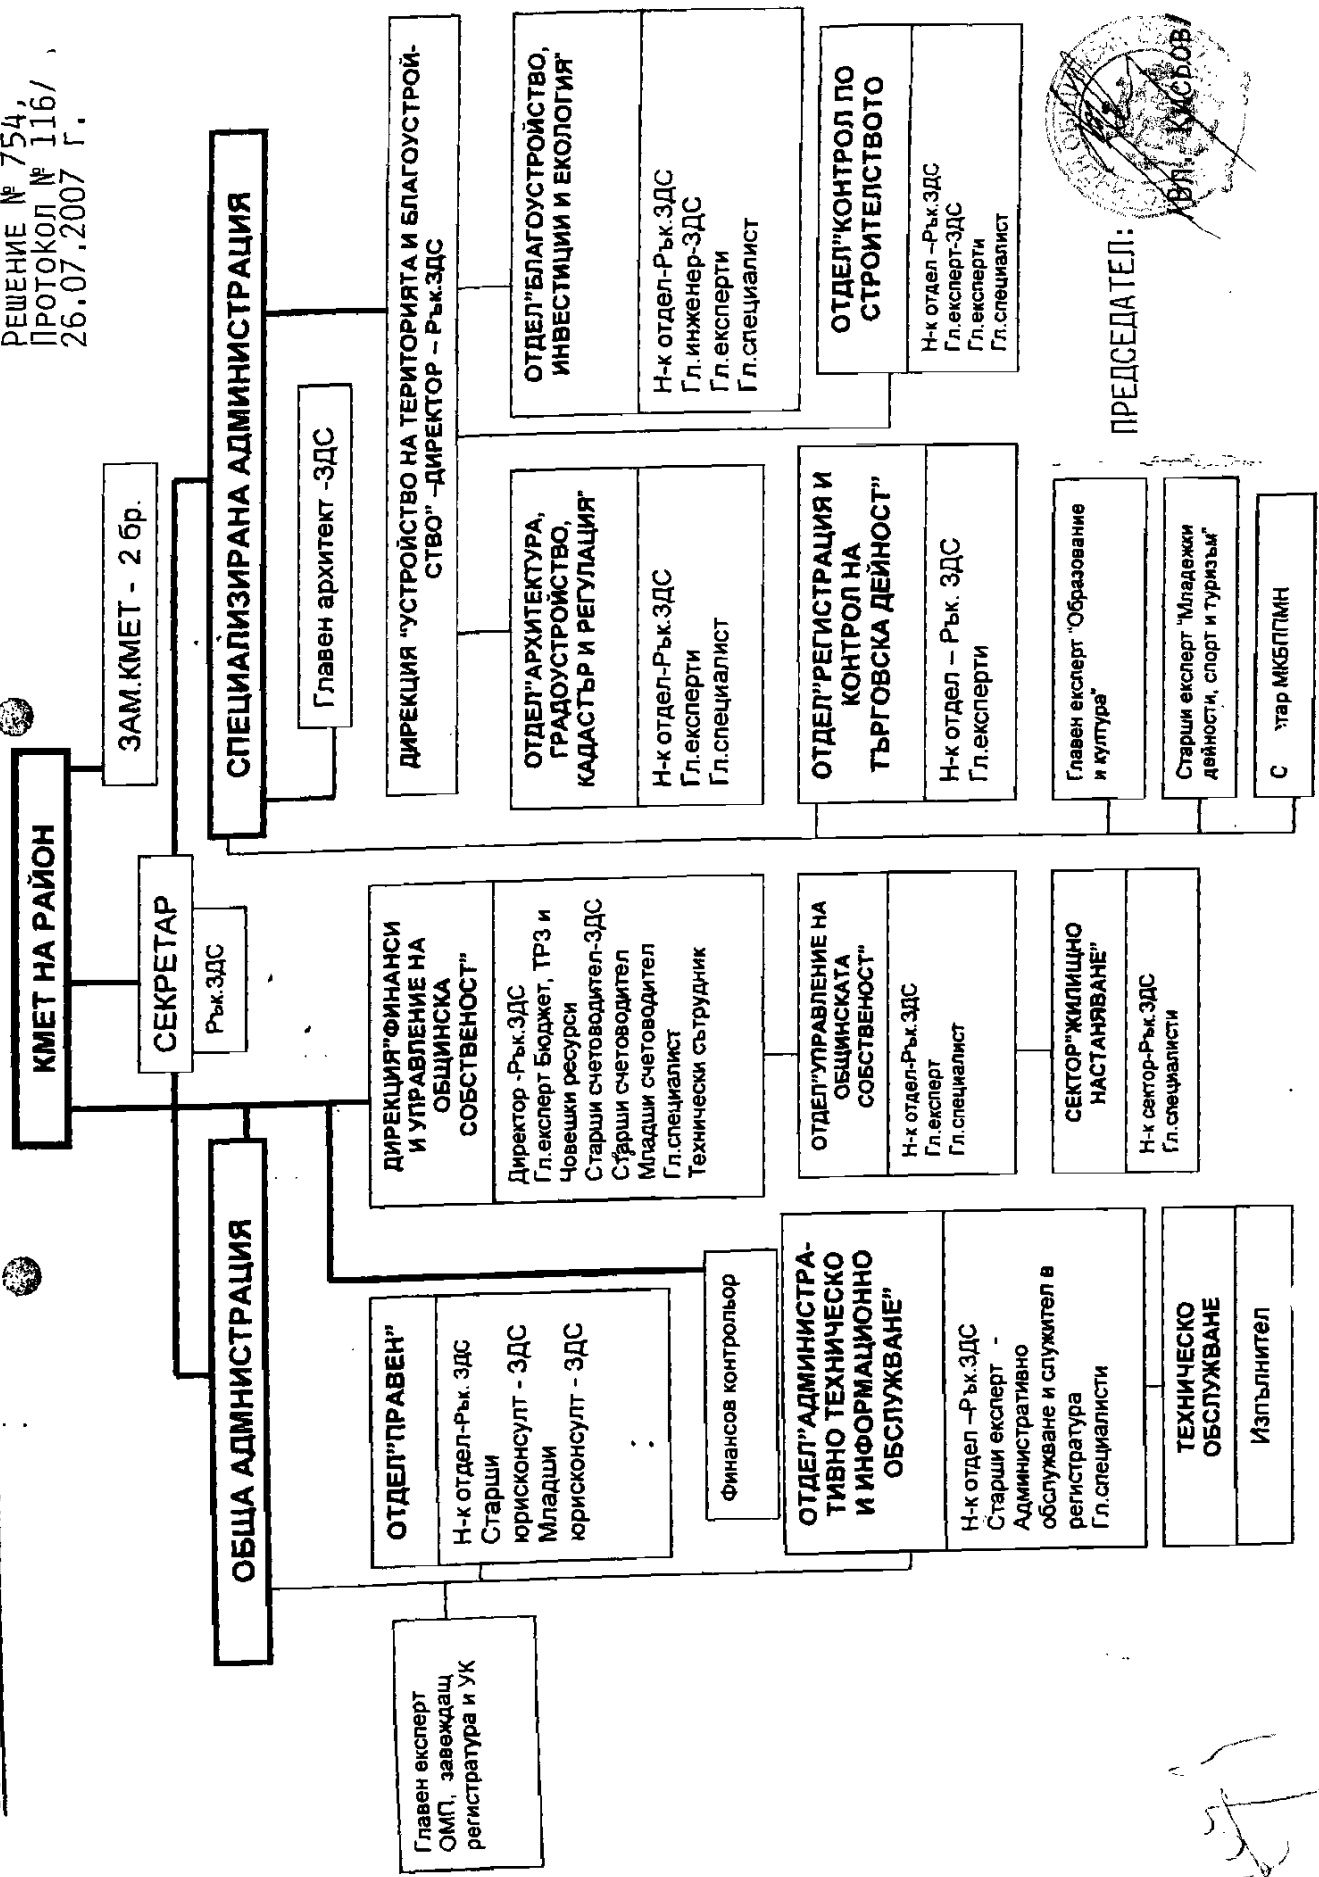 РЕШЕНИЕ № 754,
ПРОТОКОЛ № 116/
26.07.2007 г.
КМЕТ НА РАЙОН
ЗАМ.КМЕТ - 2 бр.
СЕКРЕТАР
Рък.ЗДС
ОБЩА АДМНИСТРАЦИЯ
СПЕЦИАЛИЗИРАНА АДМИНИСТРАЦИЯ
Главен експерт
ОМП, завеждащ
регистратура и УК
ОТДЕЛ"ПРАВЕН"
Н-к отдел-Рък. ЗДС
Старши
юрисконсулт - ЗДС
Младши
юрисконсулт - ЗДС
Финансов контрольор
ОТДЕЛ"АДМИНИСТРА-
ТИВНО ТЕХНИЧЕСКО
И ИНФОРМАЦИОННО
ОБСЛУЖВАНЕ"
Н-к отдел –Рък.ЗДС
Старши експерт -
Административно
обслужване и служител в
регистратура
Гл.специалисти
ТЕХНИЧЕСКО
ОБСЛУЖВАНЕ
Изпълнител
ДИРЕКЦИЯ"ФИНАНСИ
И УПРАВЛЕНИЕ НА
ОБЩИНСКА
СОБСТВЕНОСТ"
Директор -Рък.ЗДС
Гл.експерт Бюджет, ТРЗ и
Човешки ресурси
Старши счетоводител-ЗДС
Старши счетоводител
Младши счетоводител
Гл.специалист
Технически сътрудник
ОТДЕЛ"УПРАВЛЕНИЕ НА
ОБЩИНСКАТА
СОБСТВЕНОСТ"
Н-к отдел-Рък.ЗДС
Гл.експерт
Гл.специалист
СЕКТОР"ЖИЛИЩНО
НАСТАНЯВАНЕ"
Н-к сектор-Рък.ЗДС
Гл.специалисти
Главен архитект -ЗДС
ДИРЕКЦИЯ "УСТРОЙСТВО НА ТЕРИТОРИЯТА И БЛАГОУСТРОЙ-
СТВО" –ДИРЕКТОР – Рък.ЗДС
ОТДЕЛ"АРХИТЕКТУРА,
ГРАДОУСТРОЙСТВО,
КАДАСТЪР И РЕГУЛАЦИЯ"
Н-к отдел-Рък.ЗДС
Гл.експерти
Гл.специалист
ОТДЕЛ"БЛАГОУСТРОЙСТВО,
ИНВЕСТИЦИИ И ЕКОЛОГИЯ"
Н-к отдел-Рък.ЗДС
Гл.инженер-ЗДС
Гл.експерти
Гл.специалист
ОТДЕЛ"РЕГИСТРАЦИЯ И
КОНТРОЛ НА
ТЪРГОВСКА ДЕЙНОСТ"
Н-к отдел – Рък. ЗДС
Гл.експерти
ОТДЕЛ"КОНТРОЛ ПО
СТРОИТЕЛСТВОТО
Н-к отдел –Рък.ЗДС
Гл.експерт-ЗДС
Гл.експерти
Гл.специалист
Главен експерт "Образование
и култура"
Старши експерт "Младежки
дейности, спорт и туризъм"
С тар МКБППМН
ПРЕДСЕДАТЕЛ: